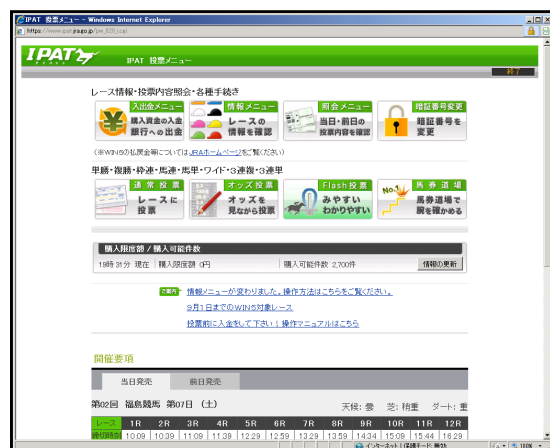 IPAT 投票メニュー - Windows Internet Explorer
https://www.ipat.jra.go.jp/pw_020_i.cgi
IPAT
IPAT 投票メニュー
終了
レース情報・投票内容照会・各種手続き
入出金メニュー
購入資金の入金
銀行への出金
情報メニュー
レースの
情報を確認
照会メニュー
当日・前日の
投票内容を確認
暗証番号変更
暗証番号を
変更
(※WIN5の払戻金等についてはJRAホームページをご覧ください)
単勝・複勝・枠連・馬連・馬単・ワイド・3連複・3連単
通常投票
レースに
投票
オッズ投票
オッズを
見ながら投票
Flash投票
みやすい
わかりやすい
No.1
馬券道場
馬券道場で
腕を確かめる
購入限度額 / 購入可能件数
19時31分 現在 購入限度額 0円 購入可能件数 2,700件 情報の更新
ご案内 情報メニューが変わりました。操作方法はこちらをご覧ください。
9月1日までのWIN5対象レース
投票前に入金をして下さい!操作マニュアルはこちら
開催要項
当日発売 前日発売
第02回 福島競馬 第07日 (土) 天候: 曇 芝: 稍重 ダート: 重
レース 1R 2R 3R 4R 5R 6R 7R 8R 9R 10R 11R 12R
締切時刻 10:09 10:39 11:09 11:39 12:29 12:59 13:29 13:59 14:34 15:09 15:44 16:29
インターネット | 保護モード: 無効
100%